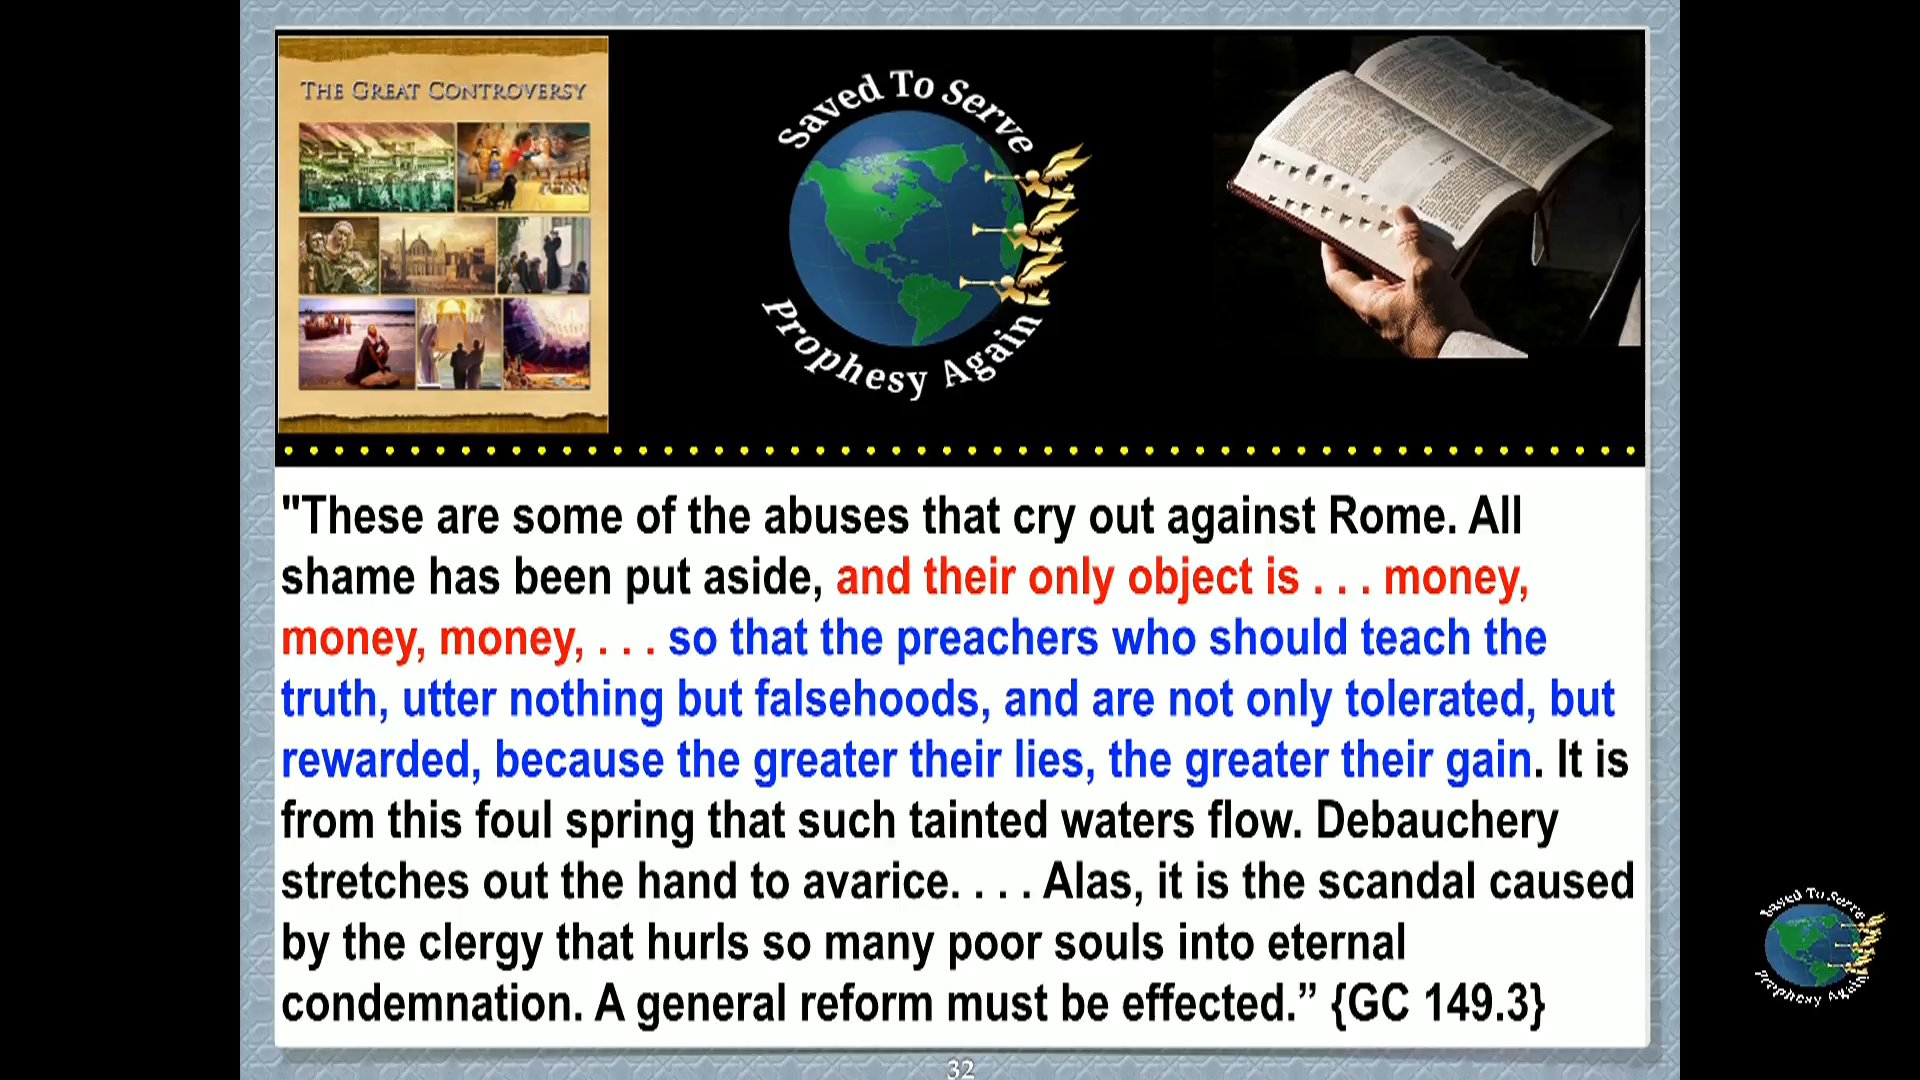 THE GREAT CONTROVERSY
Saved To Serve
Prophesy Again
"These are some of the abuses that cry out against Rome. All
shame has been put aside, and their only object is . . . money,
money, money, . . . so that the preachers who should teach the
truth, utter nothing but falsehoods, and are not only tolerated, but
rewarded, because the greater their lies, the greater their gain. It is
from this foul spring that such tainted waters flow. Debauchery
stretches out the hand to avarice. . . . Alas, it is the scandal caused
by the clergy that hurls so many poor souls into eternal
condemnation. A general reform must be effected.” {GC 149.3}
32
Saved To Serve
Prophesy Again